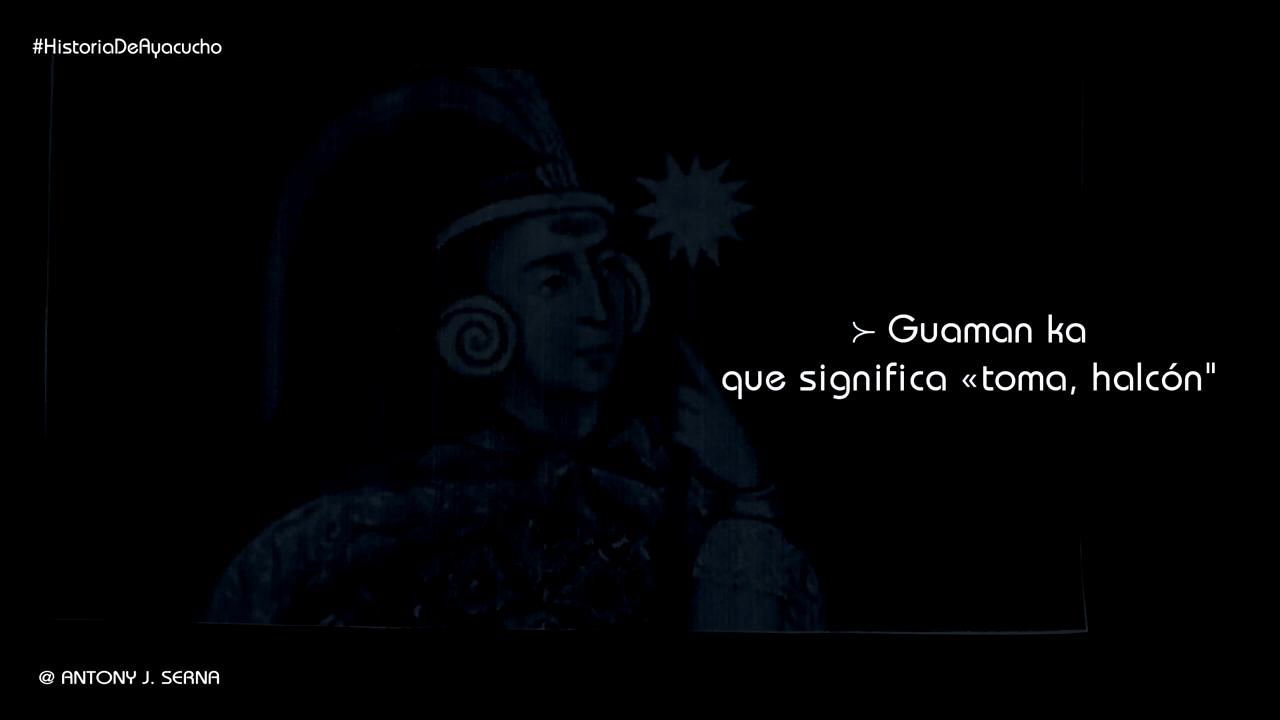 #HistoriaDeAyacucho
≻ Guaman ka
que significa «toma, halcón"
@ ANTONY J. SERNA